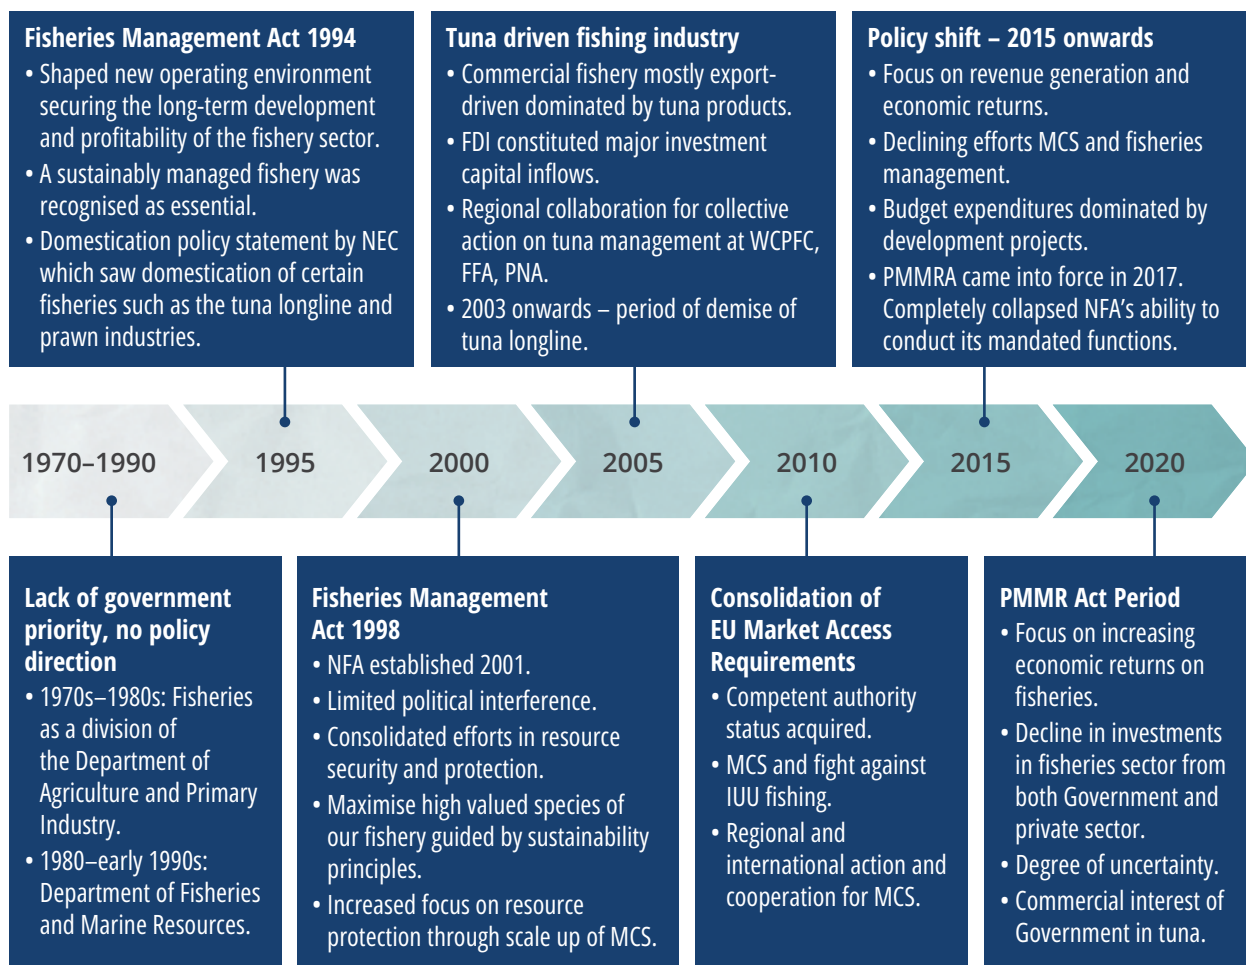 Fisheries Management Act 1994
• Shaped new operating environment
securing the long-term development
and profitability of the fishery sector.
• A sustainably managed fishery was
recognised as essential.
• Domestication policy statement by NEC
which saw domestication of certain
fisheries such as the tuna longline and
prawn industries.
Tuna driven fishing industry
• Commercial fishery mostly export-
driven dominated by tuna products.
• FDI constituted major investment
capital inflows.
• Regional collaboration for collective
action on tuna management at WCPFC,
FFA, PNA.
• 2003 onwards – period of demise of
tuna longline.
Policy shift – 2015 onwards
• Focus on revenue generation and
economic returns.
• Declining efforts MCS and fisheries
management.
• Budget expenditures dominated by
development projects.
• PMMRA came into force in 2017.
Completely collapsed NFA’s ability to
conduct its mandated functions.
1970–1990
1995
2000
2005
2010
2015
2020
Lack of government
priority, no policy
direction
• 1970s–1980s: Fisheries
as a division of
the Department of
Agriculture and Primary
Industry.
• 1980–early 1990s:
Department of Fisheries
and Marine Resources.
Fisheries Management
Act 1998
• NFA established 2001.
• Limited political interference.
• Consolidated efforts in resource
security and protection.
• Maximise high valued species of
our fishery guided by sustainability
principles.
• Increased focus on resource
protection through scale up of MCS.
Consolidation of
EU Market Access
Requirements
• Competent authority
status acquired.
• MCS and fight against
IUU fishing.
• Regional and
international action and
cooperation for MCS.
PMMR Act Period
• Focus on increasing
economic returns on
fisheries.
• Decline in investments
in fisheries sector from
both Government and
private sector.
• Degree of uncertainty.
• Commercial interest of
Government in tuna.